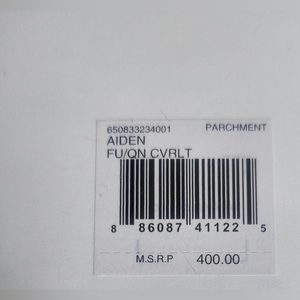 650833234001 PARCHMENT
AIDEN
FU/QN CVRLT
8 86087 41122 5
M.S.R.P 400.00